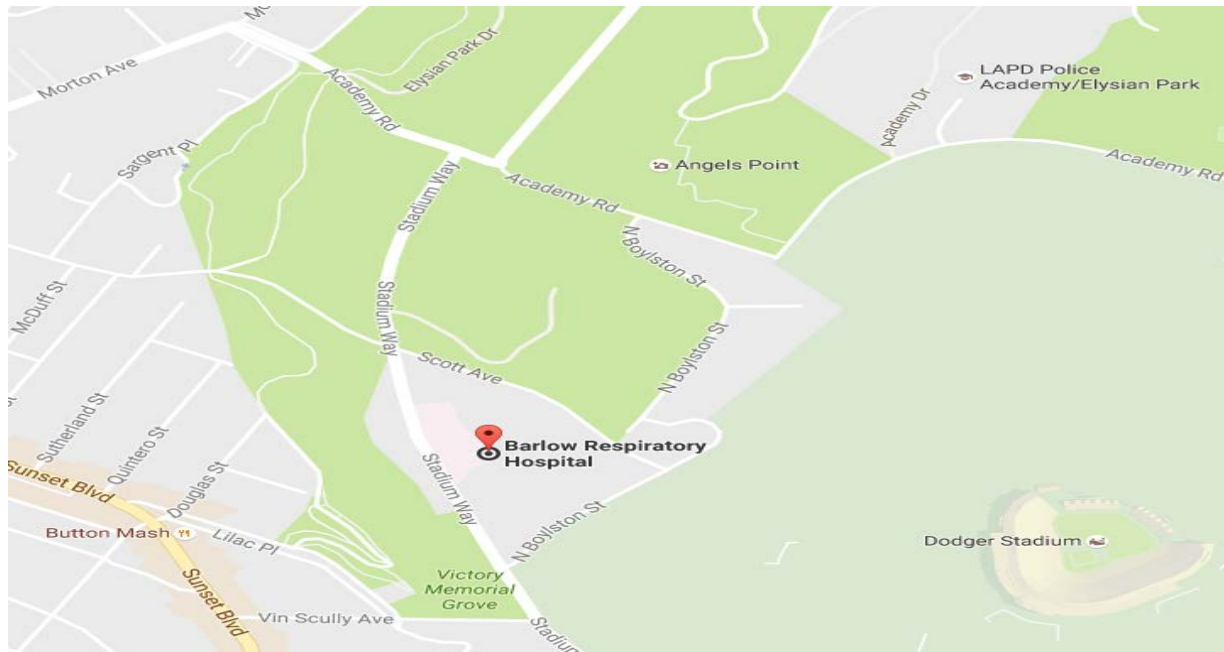 Mo
Morton Ave
Elysian Park Dr
Academy Rd
LAPD Police
Academy/Elysian Park
Academy Dr
Academy Rd
Sargent Pl
Stadium Way
Angels Point
Academy Rd
N Boylston St
McDuff St
Stadium Way
Scott Ave
N Boylston St
St
Sutherland St
Quintero St
Douglas St
Barlow Respiratory
Hospital
Sunset Blvd
Stadium Way
N Boylston St
Button Mash
Lilac Pl
Dodger Stadium
Sunset Blvd
Victory
Memorial
Grove
Vin Scully Ave
Stadiu